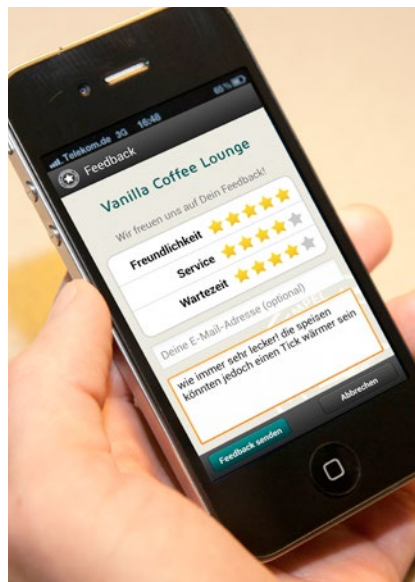 Telekom.de 3G 16:48 65%
Feedback
Vanilla Coffee Lounge
Wir freuen uns auf Dein Feedback!
Freundlichkeit
Service
Wartezeit
Deine E-Mail-Adresse (optional)
wie immer sehr lecker! die speisen
könnten jedoch einen Tick wärmer sein
Feedback senden
Abbrechen